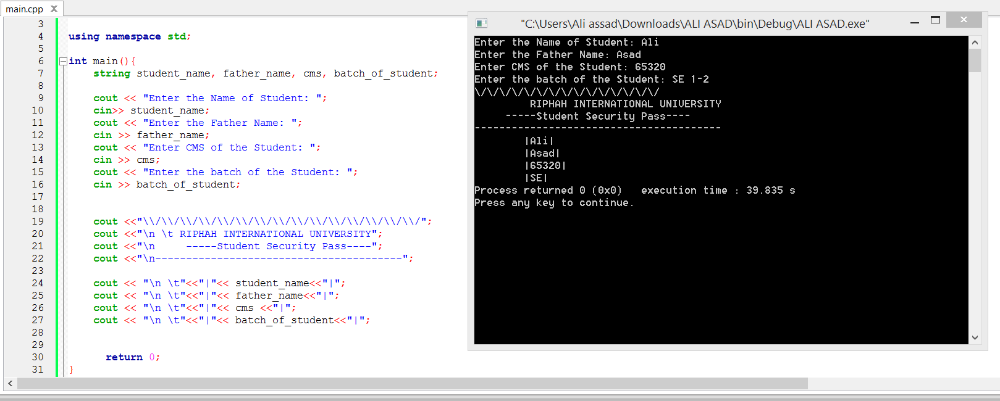 main.cpp
3
4 using namespace std;
5
6 int main(){
7 string student_name, father_name, cms, batch_of_student;
8
9 cout << "Enter the Name of Student: ";
10 cin>> student_name;
11 cout << "Enter the Father Name: ";
12 cin >> father_name;
13 cout << "Enter CMS of the Student: ";
14 cin >> cms;
15 cout << "Enter the batch of the Student: ";
16 cin >> batch_of_student;
17
18
19 cout <<"\\/\\/\\/\\/\\/\\/\\/\\/\\/\\/\\/\\/\\/\\/\\/";
20 cout <<"\n \t RIPHAH INTERNATIONAL UNIVERSITY";
21 cout <<"\n     -----Student Security Pass----";
22 cout <<"\n----------------------------------------";
23
24 cout << "\n \t"<<"|"<< student_name<<"|";
25 cout << "\n \t"<<"|"<< father_name<<"|";
26 cout << "\n \t"<<"|"<< cms <<"|";
27 cout << "\n \t"<<"|"<< batch_of_student<<"|";
28
29
30 return 0;
31 }
"C:\Users\Ali assad\Downloads\ALI ASAD\bin\Debug\ALI ASAD.exe"
Enter the Name of Student: Ali
Enter the Father Name: Asad
Enter CMS of the Student: 65320
Enter the batch of the Student: SE 1-2
\/\/\/\/\/\/\/\/\/\/\/\/\/\/\/
RIPHAH INTERNATIONAL UNIVERSITY
-----Student Security Pass----
----------------------------------------
|Ali|
|Asad|
|65320|
|SE|
Process returned 0 (0x0)   execution time : 39.835 s
Press any key to continue.